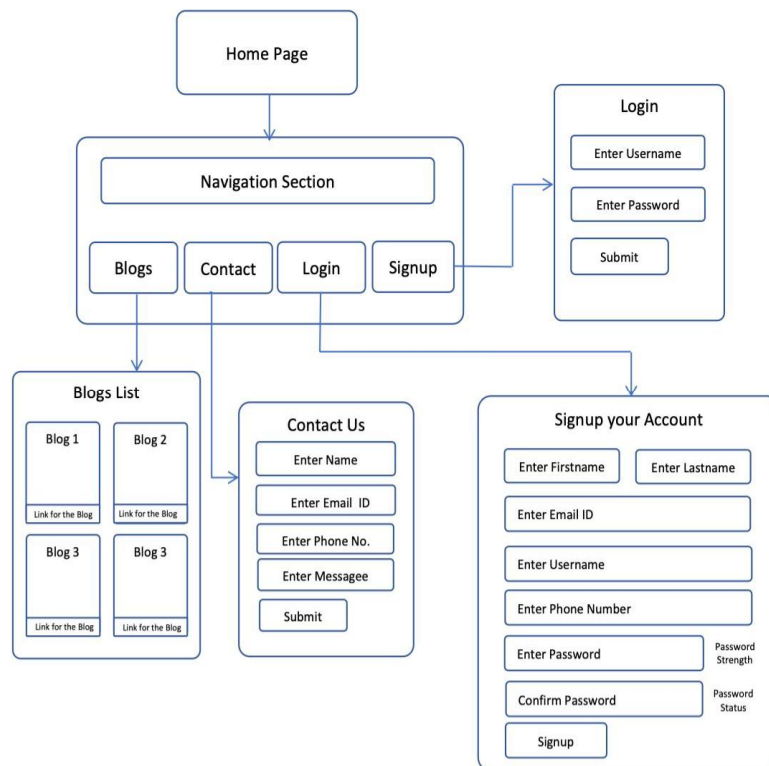 Home Page
Navigation Section
Blogs
Contact
Login
Signup
Login
Enter Username
Enter Password
Submit
Blogs List
Blog 1
Blog 2
Link for the Blog
Link for the Blog
Blog 3
Blog 3
Link for the Blog
Link for the Blog
Contact Us
Enter Name
Enter Email ID
Enter Phone No.
Enter Messagee
Submit
Signup your Account
Enter Firstname
Enter Lastname
Enter Email ID
Enter Username
Enter Phone Number
Enter Password
Password
Strength
Confirm Password
Password
Status
Signup